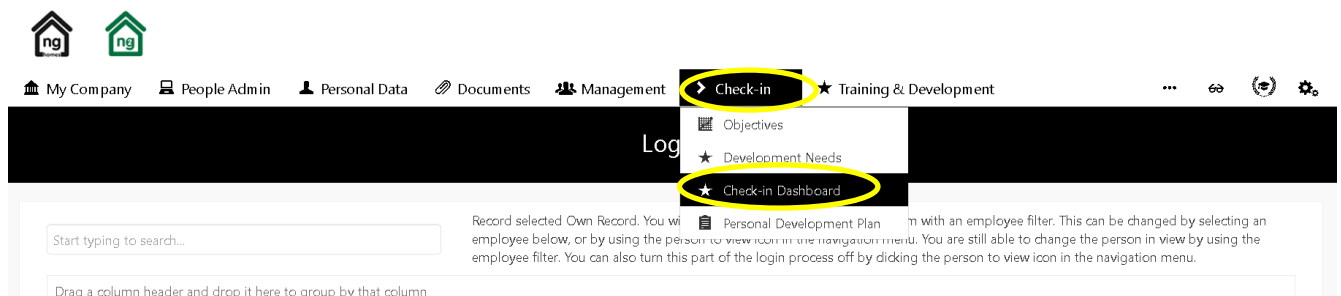 ng
homes
ng
My Company People Admin Personal Data Documents Management Check-in Training & Development
Objectives
Log
Development Needs
Check-in Dashboard
Personal Development Plan
Start typing to search...
Record selected Own Record. You wi m with an employee filter. This can be changed by selecting an
employee below, or by using the person to view icon in the navigation menu. You are still able to change the person in view by using the
employee filter. You can also turn this part of the login process off by clicking the person to view icon in the navigation menu.
Drag a column header and drop it here to group by that column